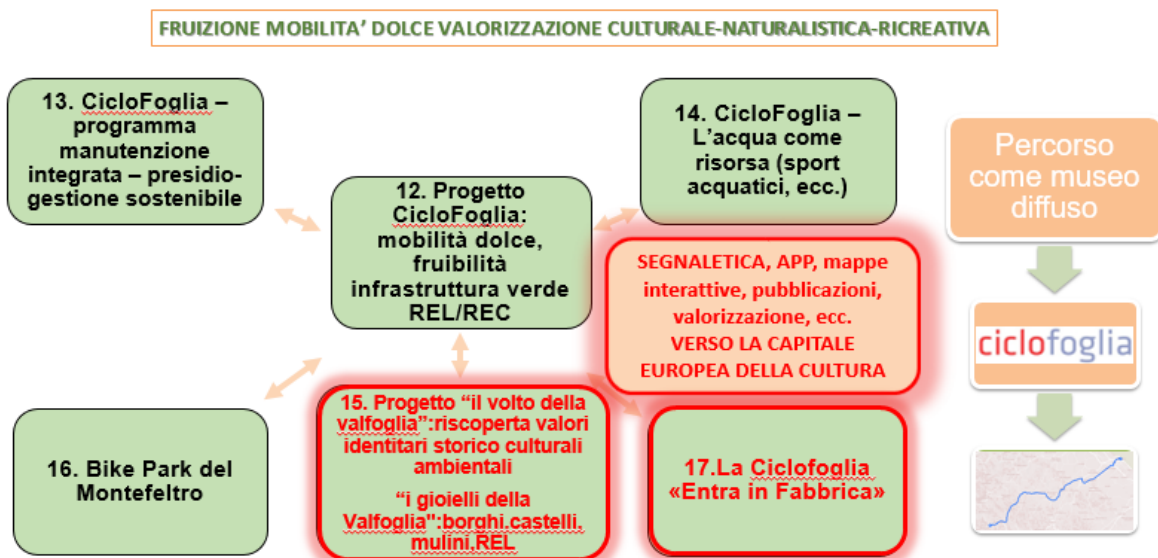 FRUIZIONE MOBILITA' DOLCE VALORIZZAZIONE CULTURALE-NATURALISTICA-RICREATIVA
13. CicloFoglia –
programma
manutenzione
integrata – presidio-
gestione sostenibile
14. CicloFoglia –
L'acqua come
risorsa (sport
acquatici, ecc.)
12. Progetto
CicloFoglia:
mobilità dolce,
fruibilità
infrastruttura verde
REL/REC
SEGNALETICA, APP, mappe
interattive, pubblicazioni,
valorizzazione, ecc.
VERSO LA CAPITALE
EUROPEA DELLA CULTURA
16. Bike Park del
Montefeltro
15. Progetto “il volto della
valfoglia”:riscoperta valori
identitari storico culturali
ambientali
“i gioielli della
Valfoglia":borghi,castelli,
mulini,REL
17.La Ciclofoglia
«Entra in Fabbrica»
Percorso
come museo
diffuso
ciclofoglia